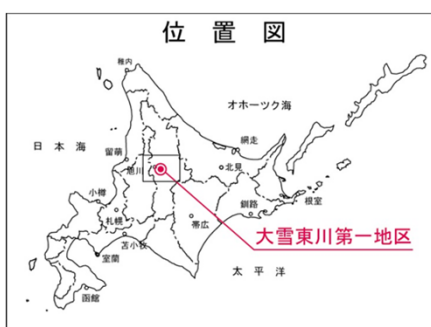 位置図
稚内
オホーツク海
網走
日本海
留萌
北見
旭川
小樽
根室
札幌
釧路
帯広
大雪東川第一地区
苫小牧
室蘭
太平洋
函館